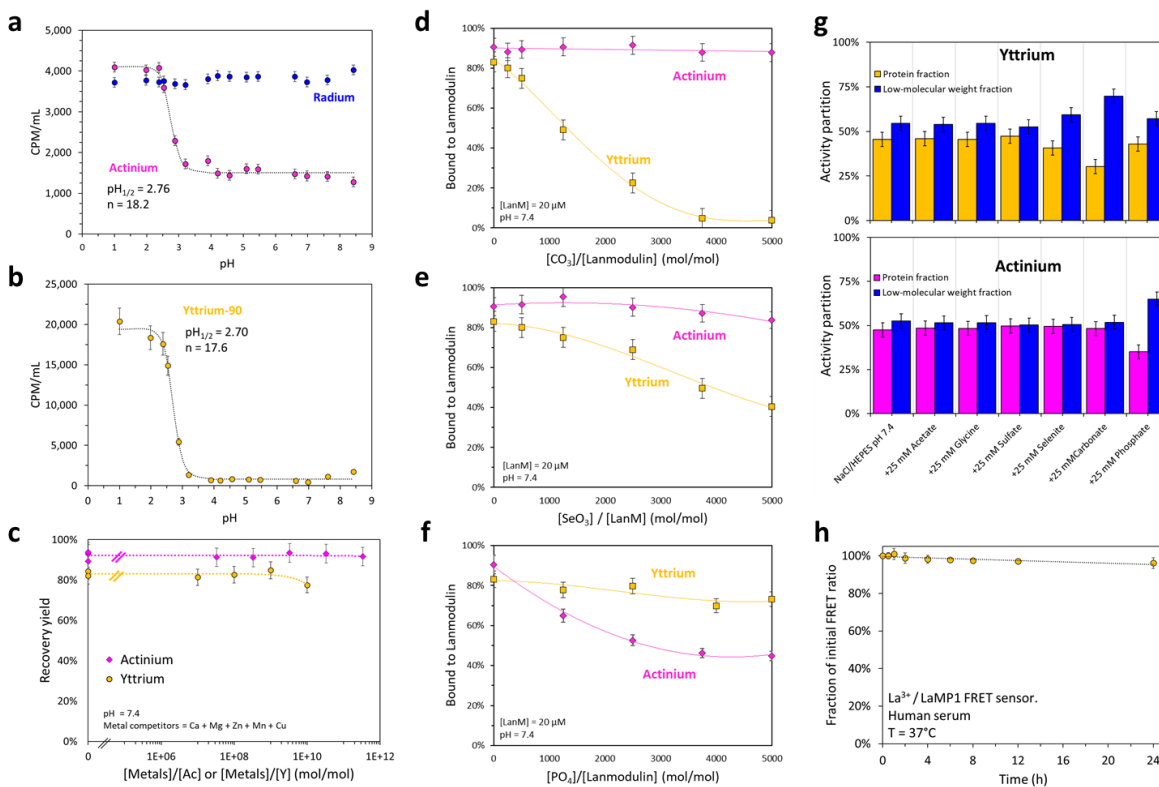 a
5,000
4,000
3,000
2,000
1,000
0
CPM/mL
Radium
Actinium
pH1/2 = 2.76
n = 18.2
0 1 2 3 4 5 6 7 8 9
pH
b
25,000
20,000
15,000
10,000
5,000
0
CPM/mL
Yttrium-90
pH1/2 = 2.70
n = 17.6
0 1 2 3 4 5 6 7 8 9
pH
c
100%
80%
60%
40%
20%
0%
Recovery yield
Actinium
Yttrium
pH = 7.4
Metal competitors = Ca + Mg + Zn + Mn + Cu
0 1E+06 1E+08 1E+10 1E+12
[Metals]/[Ac] or [Metals]/[Y] (mol/mol)
d
100%
80%
60%
40%
20%
0%
Bound to Lanmodulin
Actinium
Yttrium
[LanM] = 20 µM
pH = 7.4
0 1000 2000 3000 4000 5000
[CO3]/[Lanmodulin] (mol/mol)
e
100%
80%
60%
40%
20%
0%
Bound to Lanmodulin
Actinium
Yttrium
[LanM] = 20 µM
pH = 7.4
0 1000 2000 3000 4000 5000
[SeO3] / [LanM] (mol/mol)
f
100%
80%
60%
40%
20%
0%
Bound to Lanmodulin
Yttrium
Actinium
[LanM] = 20 µM
pH = 7.4
0 1000 2000 3000 4000 5000
[PO4]/[Lanmodulin] (mol/mol)
g
100%
75%
50%
25%
0%
Activity partition
Yttrium
Protein fraction
Low-molecular weight fraction
100%
75%
50%
25%
0%
Activity partition
Actinium
Protein fraction
Low-molecular weight fraction
NaCl/HEPES pH 7.4
+25 mM Acetate
+25 mM Glycine
+25 mM Sulfate
+25 mM Selenite
+25 mMCarbonate
+25 mM Phosphate
h
100%
80%
60%
40%
20%
0%
Fraction of initial FRET ratio
La3+ / LaMP1 FRET sensor.
Human serum
T = 37°C
0 4 8 12 16 20 24
Time (h)